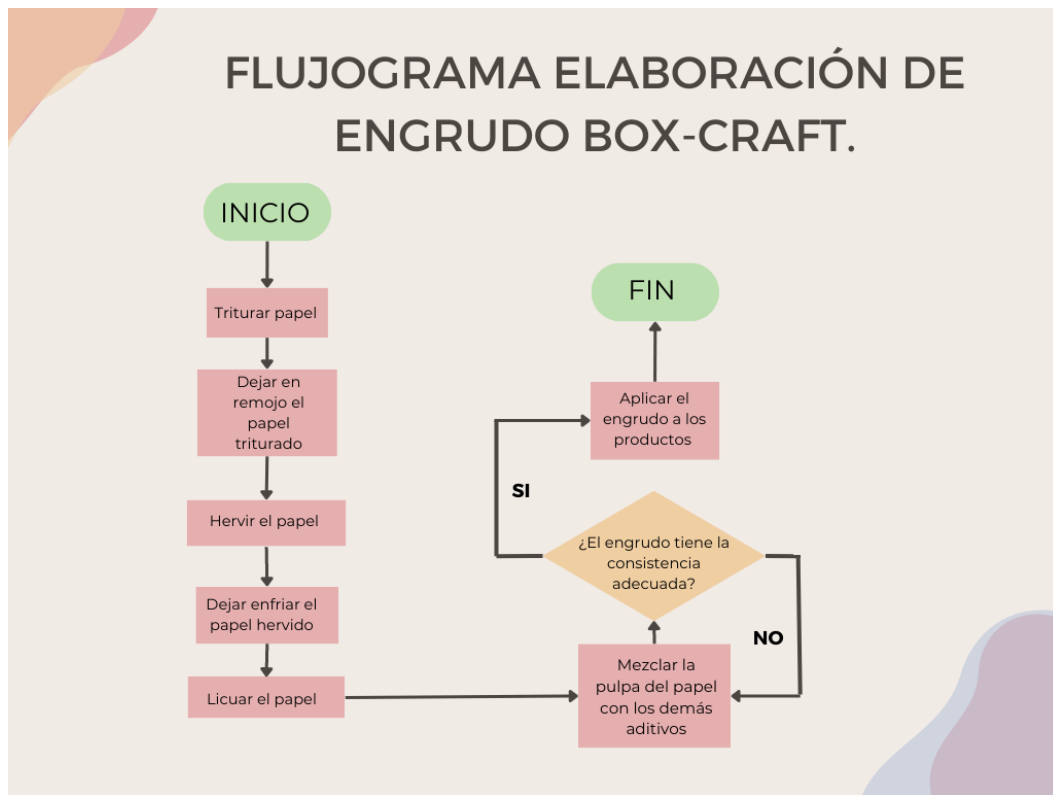 FLUJOGRAMA ELABORACIÓN DE
ENGRUDO BOX-CRAFT.
INICIO
Triturar papel
Dejar en
remojo el
papel
triturado
Hervir el papel
Dejar enfriar el
papel hervido
Licuar el papel
Mezclar la
pulpa del papel
con los demás
aditivos
¿El engrudo tiene la
consistencia
adecuada?
NO
SI
Aplicar el
engrudo a los
productos
FIN